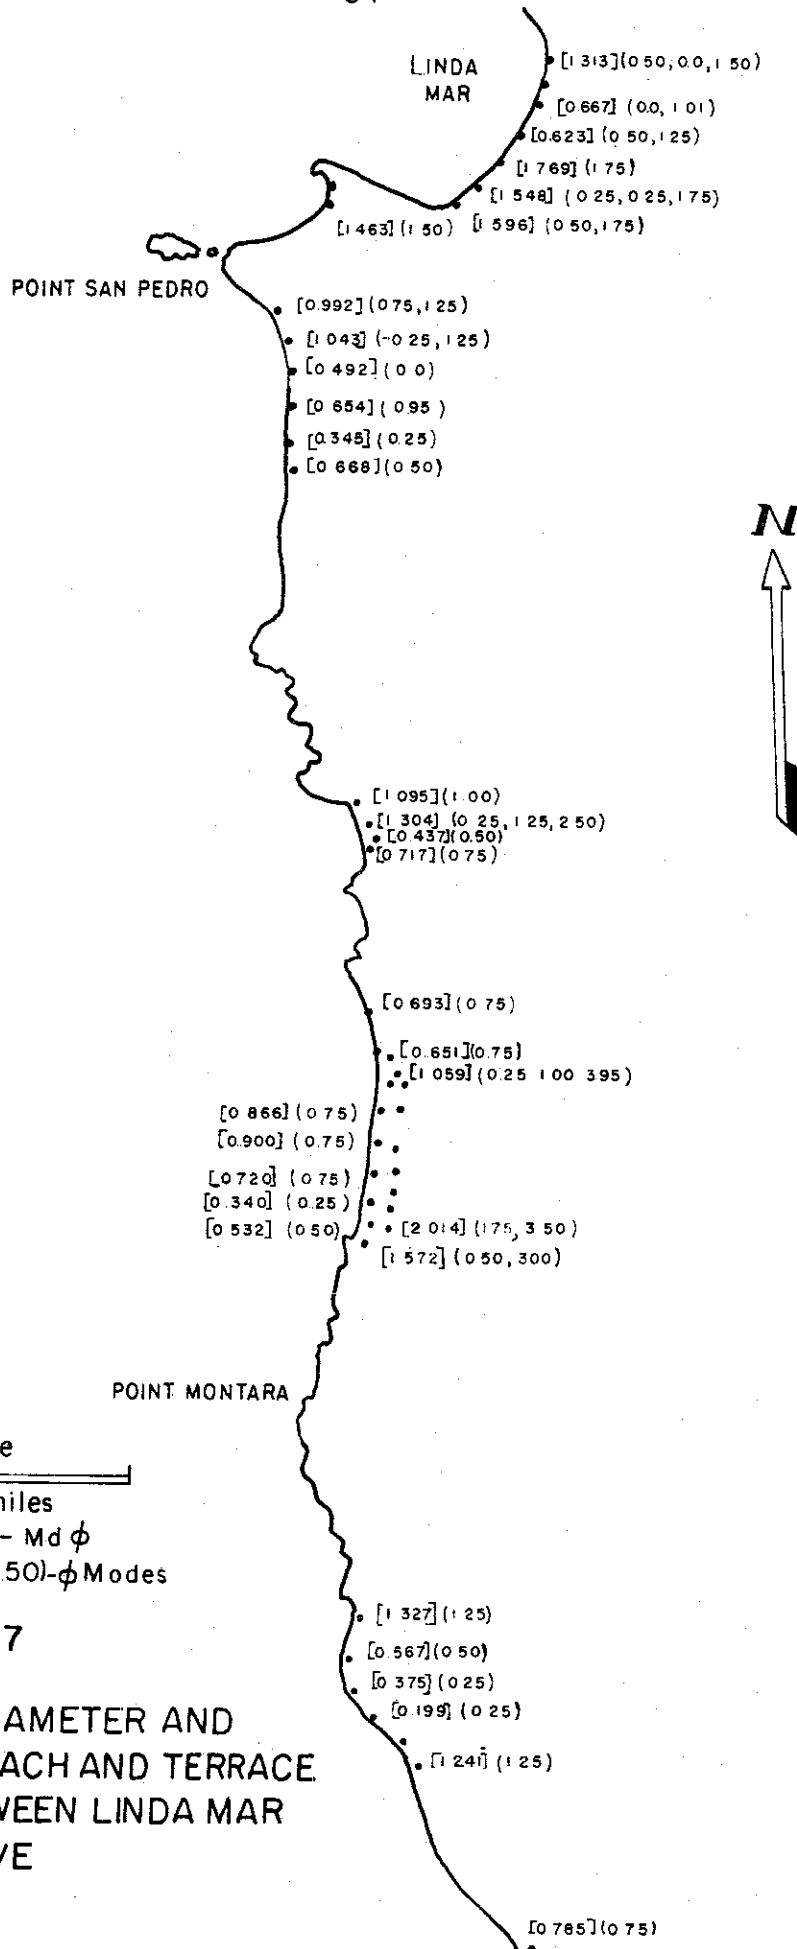 LINDA
MAR
[1.313](0.50,0.0,1.50)
[0.667] (0.0, 1.01)
[0.623] (0.50,1.25)
[1.769] (1.75)
[1.548] (0.25, 0.25, 1.75)
[1.463] (1.50) [1.596] (0.50,1.75)
POINT SAN PEDRO
[0.992] (0.75, 1.25)
[1.043] (-0.25, 1.25)
[0.492] (0.0)
[0.654] (0.95)
[0.345] (0.25)
[0.668] (0.50)
N
[1.095] (1.00)
[1.304] (0.25, 1.25, 2.50)
[0.437] (0.50)
[0.717] (0.75)
[0.693] (0.75)
[0.651] (0.75)
[1.059] (0.25 1.00 3.95)
[0.866] (0.75)
[0.900] (0.75)
[0.720] (0.75)
[0.340] (0.25)
[0.532] (0.50) [2.014] (1.75, 3.50)
[1.572] (0.50, 3.00)
POINT MONTARA
e
niles
- Md ϕ
.50)-ϕ Modes
7
[1.327] (1.25)
[0.567] (0.50)
[0.375] (0.25)
[0.199] (0.25)
[1.241] (1.25)
AMETER AND
ACH AND TERRACE
WEEN LINDA MAR
VE
[0.785] (0.75)